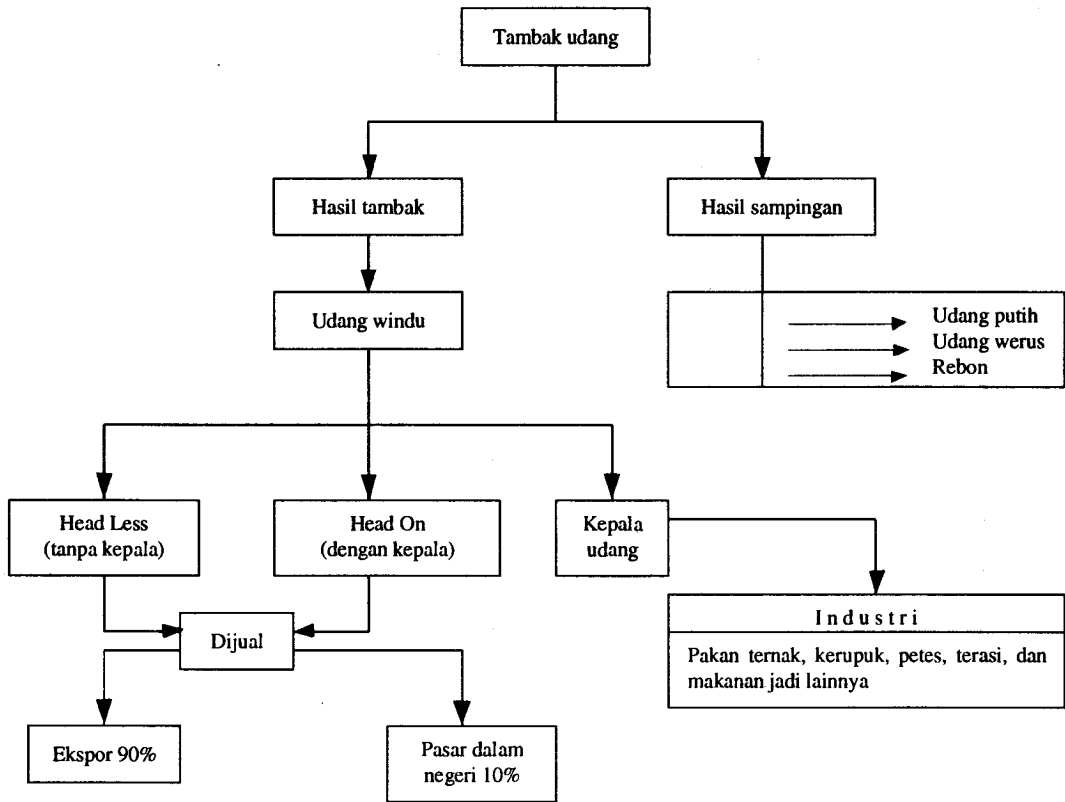 Tambak udang
Hasil tambak
Hasil sampingan
Udang windu
Udang putih
Udang werus
Rebon
Head Less
(tanpa kepala)
Head On
(dengan kepala)
Kepala
udang
Industri
Pakan ternak, kerupuk, petes, terasi, dan
makanan jadi lainnya
Dijual
Ekspor 90%
Pasar dalam
negeri 10%